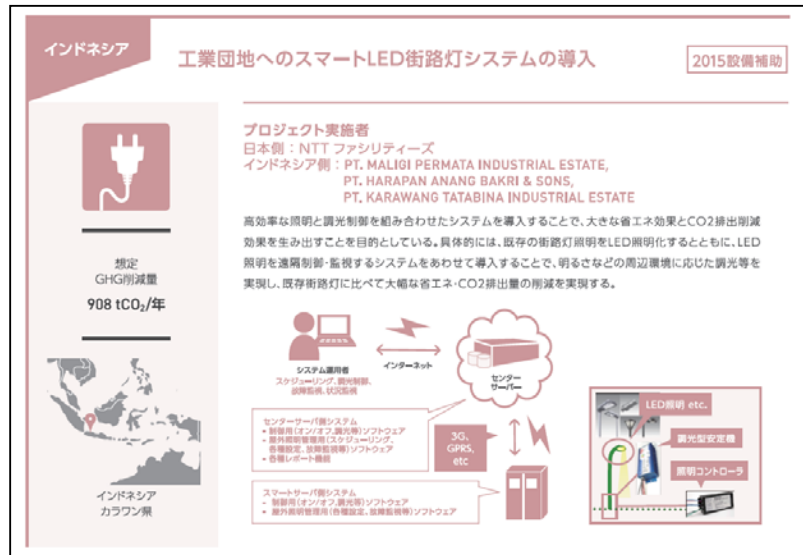 インドネシア
工業団地へのスマートLED街路灯システムの導入
2015設備補助
プロジェクト実施者
日本側：NTT ファシリティーズ
インドネシア側：PT. MALIGI PERMATA INDUSTRIAL ESTATE,
PT. HARAPAN ANANG BAKRI & SONS,
PT. KARAWANG TATABINA INDUSTRIAL ESTATE
高効率な照明と調光制御を組み合わせたシステムを導入することで、大きな省エネ効果とCO2排出削減
効果を生み出すことを目的としている。具体的には、既存の街路灯照明をLED照明化するとともに、LED
照明を遠隔制御・監視するシステムをあわせて導入することで、明るさなどの周辺環境に応じた調光等を
実現し、既存街路灯に比べて大幅な省エネ・CO2排出量の削減を実現する。
想定
GHG削減量
908 tCO₂/年
インドネシア
カラワン県
システム運用者
スケジューリング、調光制御、
故障監視、状況監視
インターネット
センター
サーバー
センターサーバ側システム
・制御用（オン/オフ、調光等）ソフトウェア
・屋外照明管理用（スケジューリング、
各種設定、故障監視等）ソフトウェア
・各種レポート機能
3G、
GPRS、
etc
スマートサーバ側システム
- 制御用（オン/オフ、調光等）ソフトウェア
・屋外照明管理用（各種設定、故障監視等）ソフトウェア
LED照明 etc.
調光型安定機
照明コントローラ